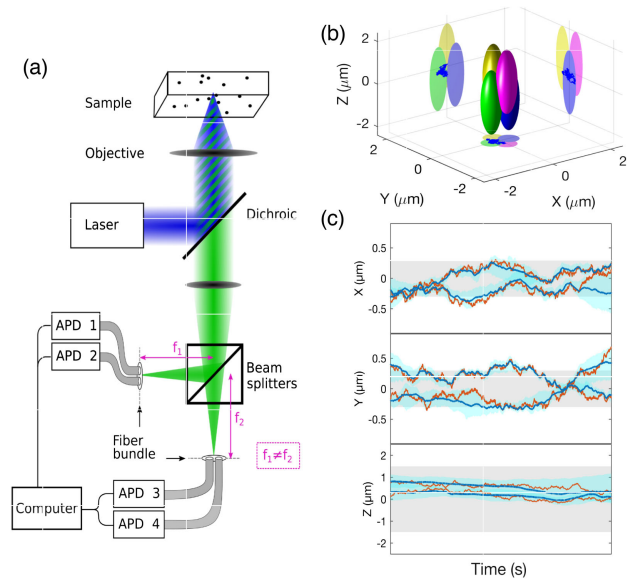 (a)
Sample
Objective
Laser
Dichroic
APD 1
APD 2
f1
Beam
splitters
f2
Fiber
bundle
f1≠f2
Computer
APD 3
APD 4
(b)
Z (μm)
2
0
-2
2
0
-2
Y (μm)
-2
0
2
X (μm)
(c)
X (μm)
0.5
0
-0.5
Y (μm)
0.5
0
-0.5
Z (μm)
2
1
0
-1
-2
Time (s)